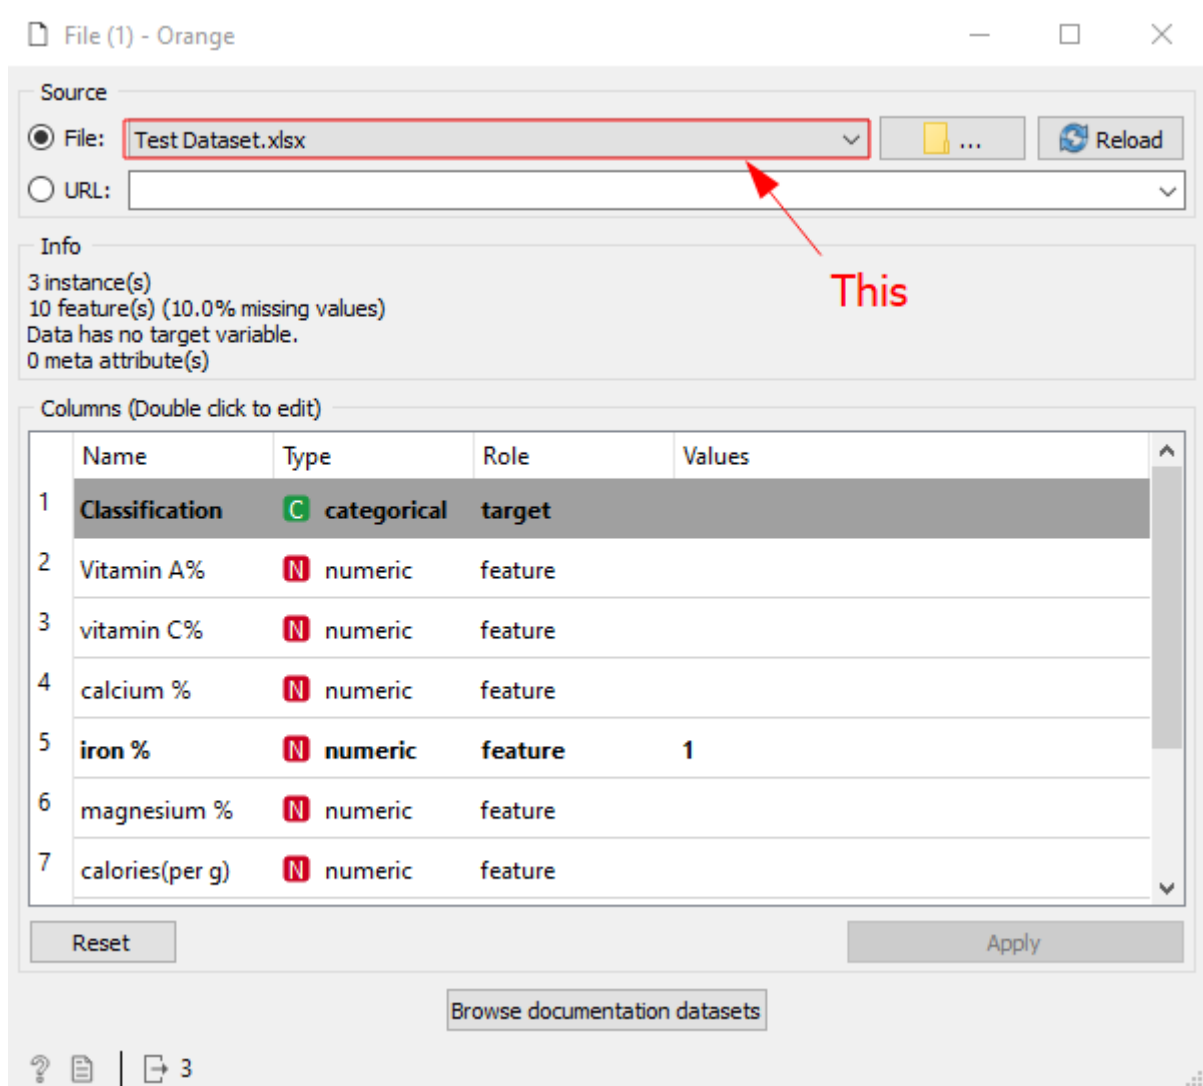 File (1) - Orange
Source
File: Test Dataset.xlsx ... Reload
URL:
This
Info
3 instance(s)
10 feature(s) (10.0% missing values)
Data has no target variable.
0 meta attribute(s)
Columns (Double click to edit)
Name Type Role Values
1 Classification C categorical target
2 Vitamin A% N numeric feature
3 vitamin C% N numeric feature
4 calcium % N numeric feature
5 iron % N numeric feature 1
6 magnesium % N numeric feature
7 calories(per g) N numeric feature
Reset Apply
Browse documentation datasets
? 3